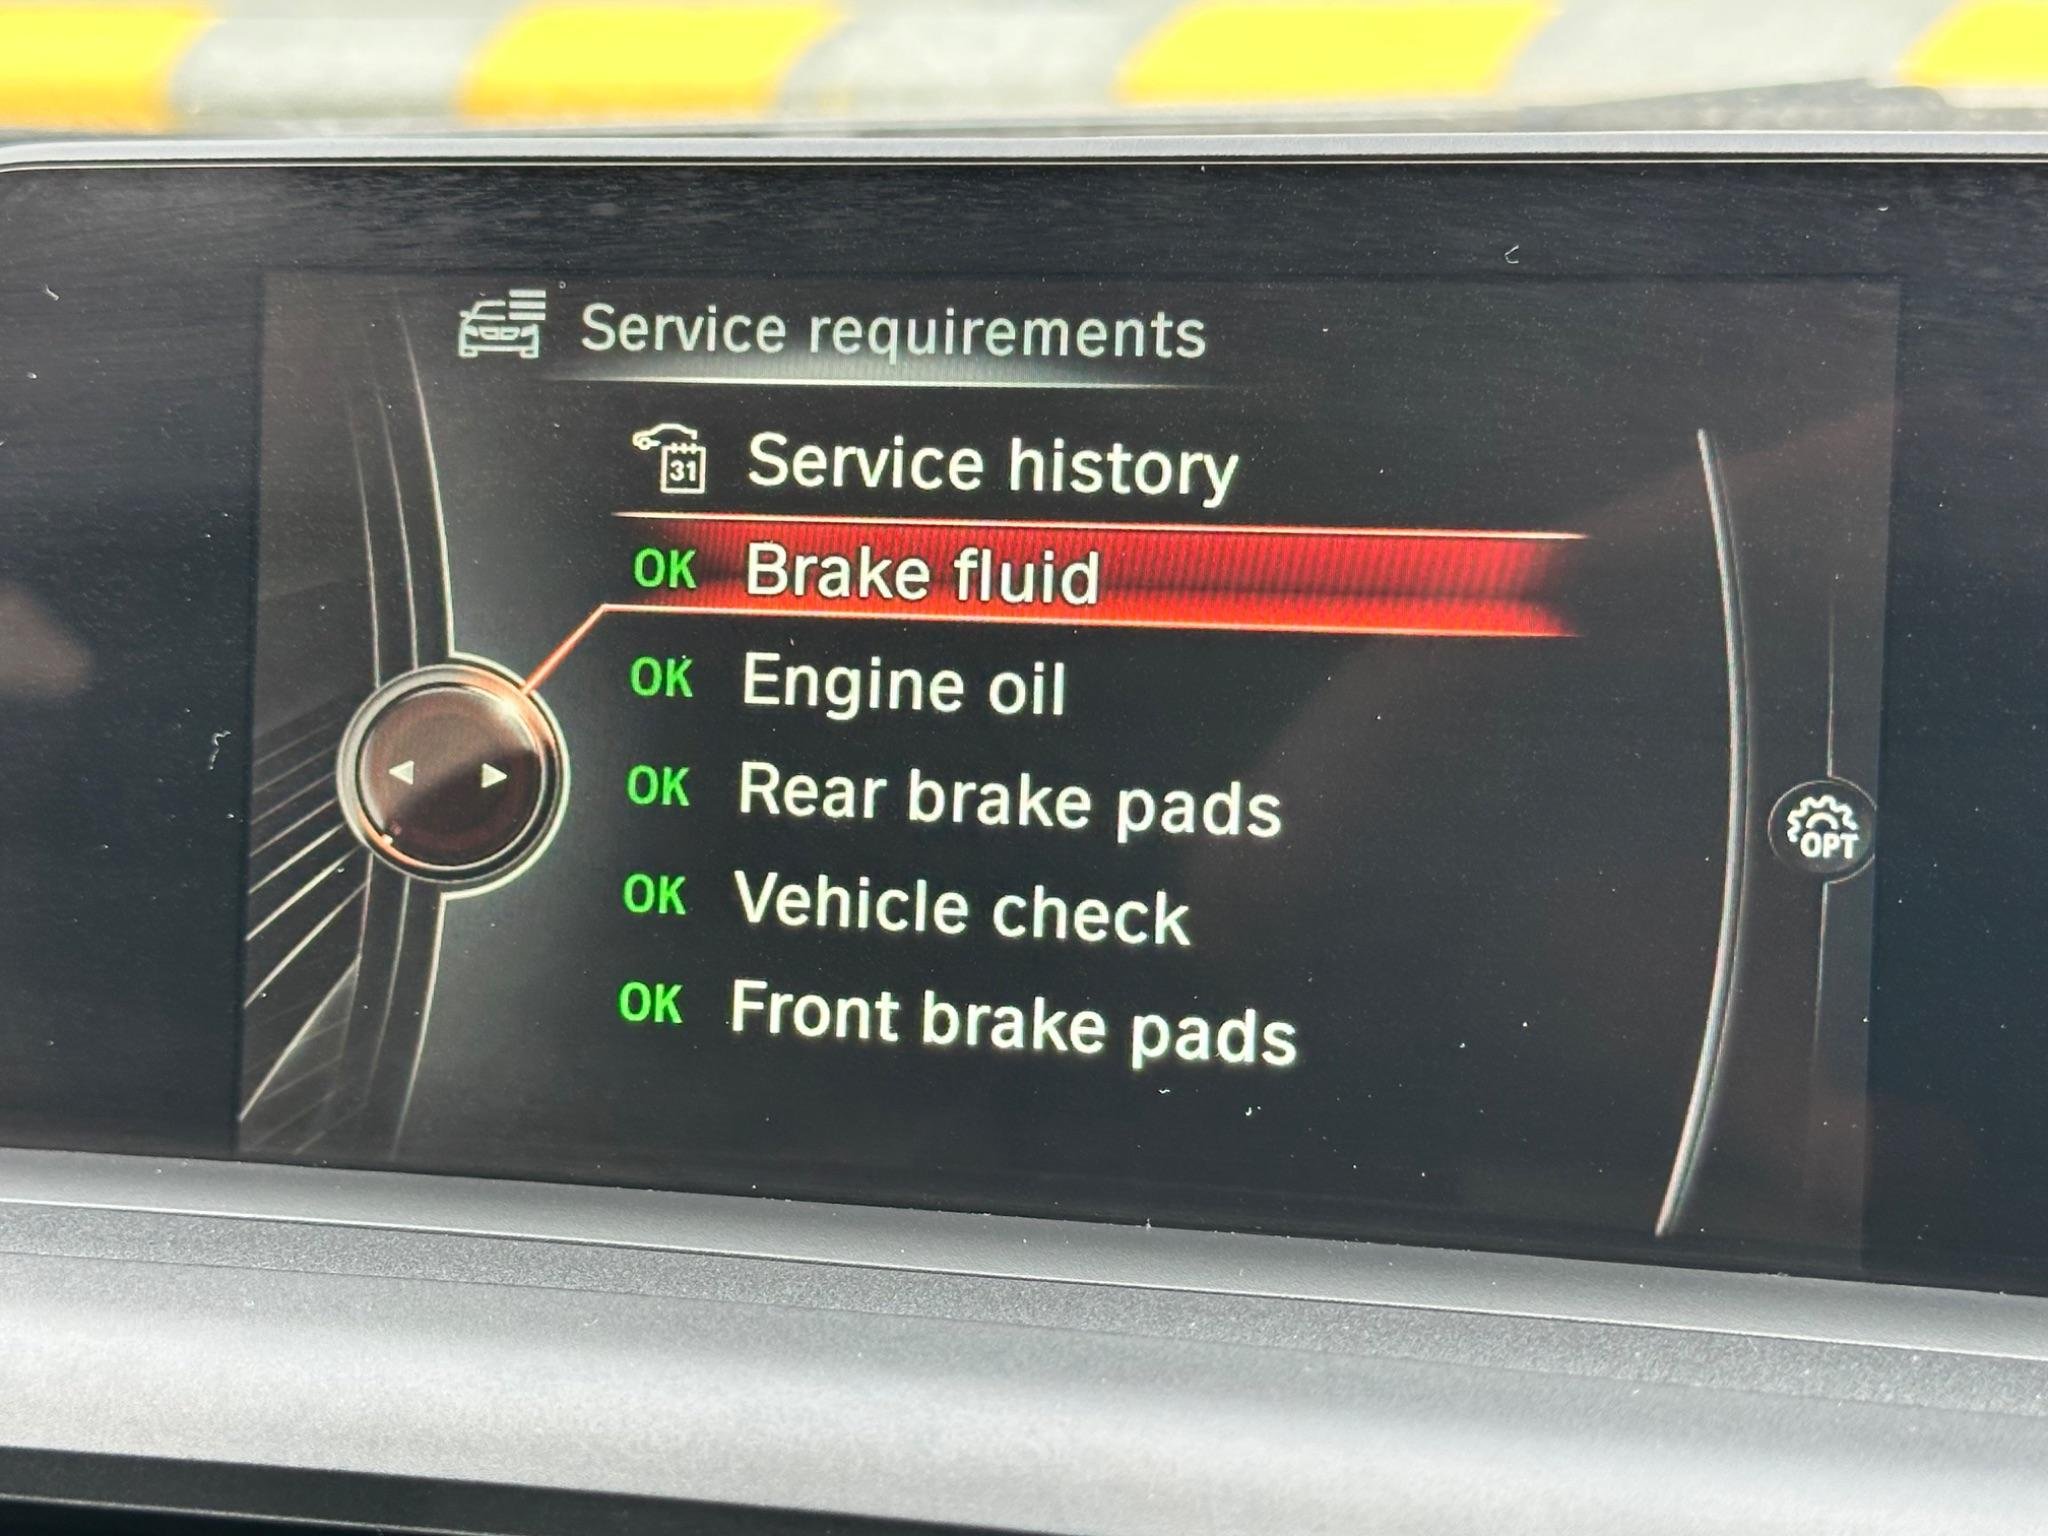 Service requirements
31 Service history
OK Brake fluid
OK Engine oil
OK Rear brake pads
OK Vehicle check
OK Front brake pads
OPT